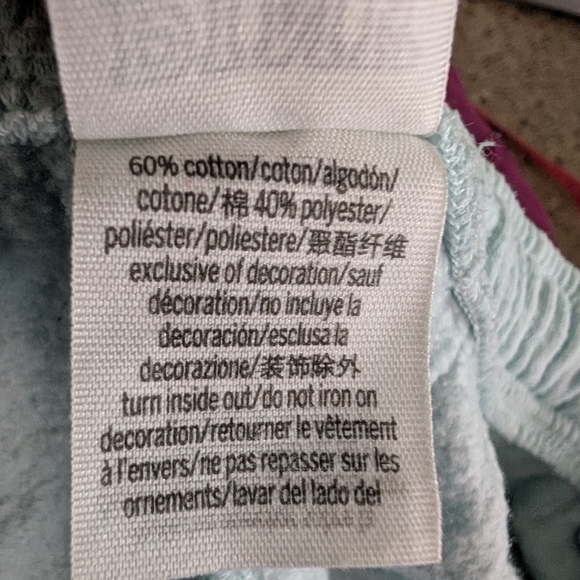 60% cotton/coton/algodón/
cotone/棉 40% polyester/
poliéster/poliestere/聚酯纤维
exclusive of decoration/sauf
décoration/no incluye la
decoración/esclusa la
decorazione/装饰除外
turn inside out/do not iron on
decoration/retourner le vêtement
à l'envers/ne pas repasser sur les
ornements/lavar del lado del